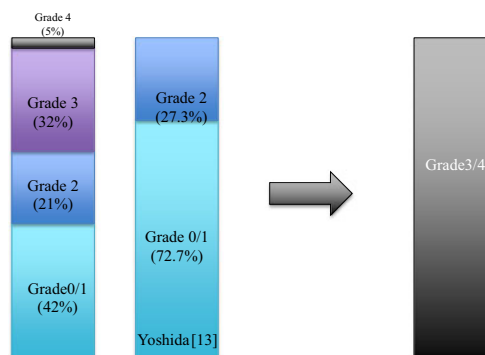 Grade 4
(5%)
Grade 3
(32%)
Grade 2
(21%)
Grade0/1
(42%)
Grade 2
(27.3%)
Grade 0/1
(72.7%)
Yoshida[13]
Grade3/4